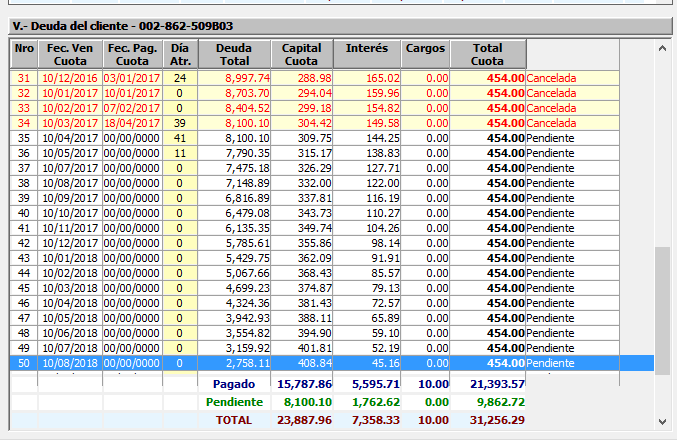 V.- Deuda del cliente - 002-862-509B03
Nro Fec. Ven Cuota Fec. Pag. Cuota Día Atr. Deuda Total Capital Cuota Interés Cargos Total Cuota
31 10/12/2016 03/01/2017 24 8,997.74 288.98 165.02 0.00 454.00 Cancelada
32 10/01/2017 10/01/2017 0 8,703.70 294.04 159.96 0.00 454.00 Cancelada
33 10/02/2017 07/02/2017 0 8,404.52 299.18 154.82 0.00 454.00 Cancelada
34 10/03/2017 18/04/2017 39 8,100.10 304.42 149.58 0.00 454.00 Cancelada
35 10/04/2017 00/00/0000 41 8,100.10 309.75 144.25 0.00 454.00 Pendiente
36 10/05/2017 00/00/0000 11 7,790.35 315.17 138.83 0.00 454.00 Pendiente
37 10/07/2017 00/00/0000 0 7,475.18 326.29 127.71 0.00 454.00 Pendiente
38 10/08/2017 00/00/0000 0 7,148.89 332.00 122.00 0.00 454.00 Pendiente
39 10/09/2017 00/00/0000 0 6,816.89 337.81 116.19 0.00 454.00 Pendiente
40 10/10/2017 00/00/0000 0 6,479.08 343.73 110.27 0.00 454.00 Pendiente
41 10/11/2017 00/00/0000 0 6,135.35 349.74 104.26 0.00 454.00 Pendiente
42 10/12/2017 00/00/0000 0 5,785.61 355.86 98.14 0.00 454.00 Pendiente
43 10/01/2018 00/00/0000 0 5,429.75 362.09 91.91 0.00 454.00 Pendiente
44 10/02/2018 00/00/0000 0 5,067.66 368.43 85.57 0.00 454.00 Pendiente
45 10/03/2018 00/00/0000 0 4,699.23 374.87 79.13 0.00 454.00 Pendiente
46 10/04/2018 00/00/0000 0 4,324.36 381.43 72.57 0.00 454.00 Pendiente
47 10/05/2018 00/00/0000 0 3,942.93 388.11 65.89 0.00 454.00 Pendiente
48 10/06/2018 00/00/0000 0 3,554.82 394.90 59.10 0.00 454.00 Pendiente
49 10/07/2018 00/00/0000 0 3,159.92 401.81 52.19 0.00 454.00 Pendiente
50 10/08/2018 00/00/0000 0 2,758.11 408.84 45.16 0.00 454.00 Pendiente
Pagado 15,787.86 5,595.71 10.00 21,393.57
Pendiente 8,100.10 1,762.62 0.00 9,862.72
TOTAL 23,887.96 7,358.33 10.00 31,256.29